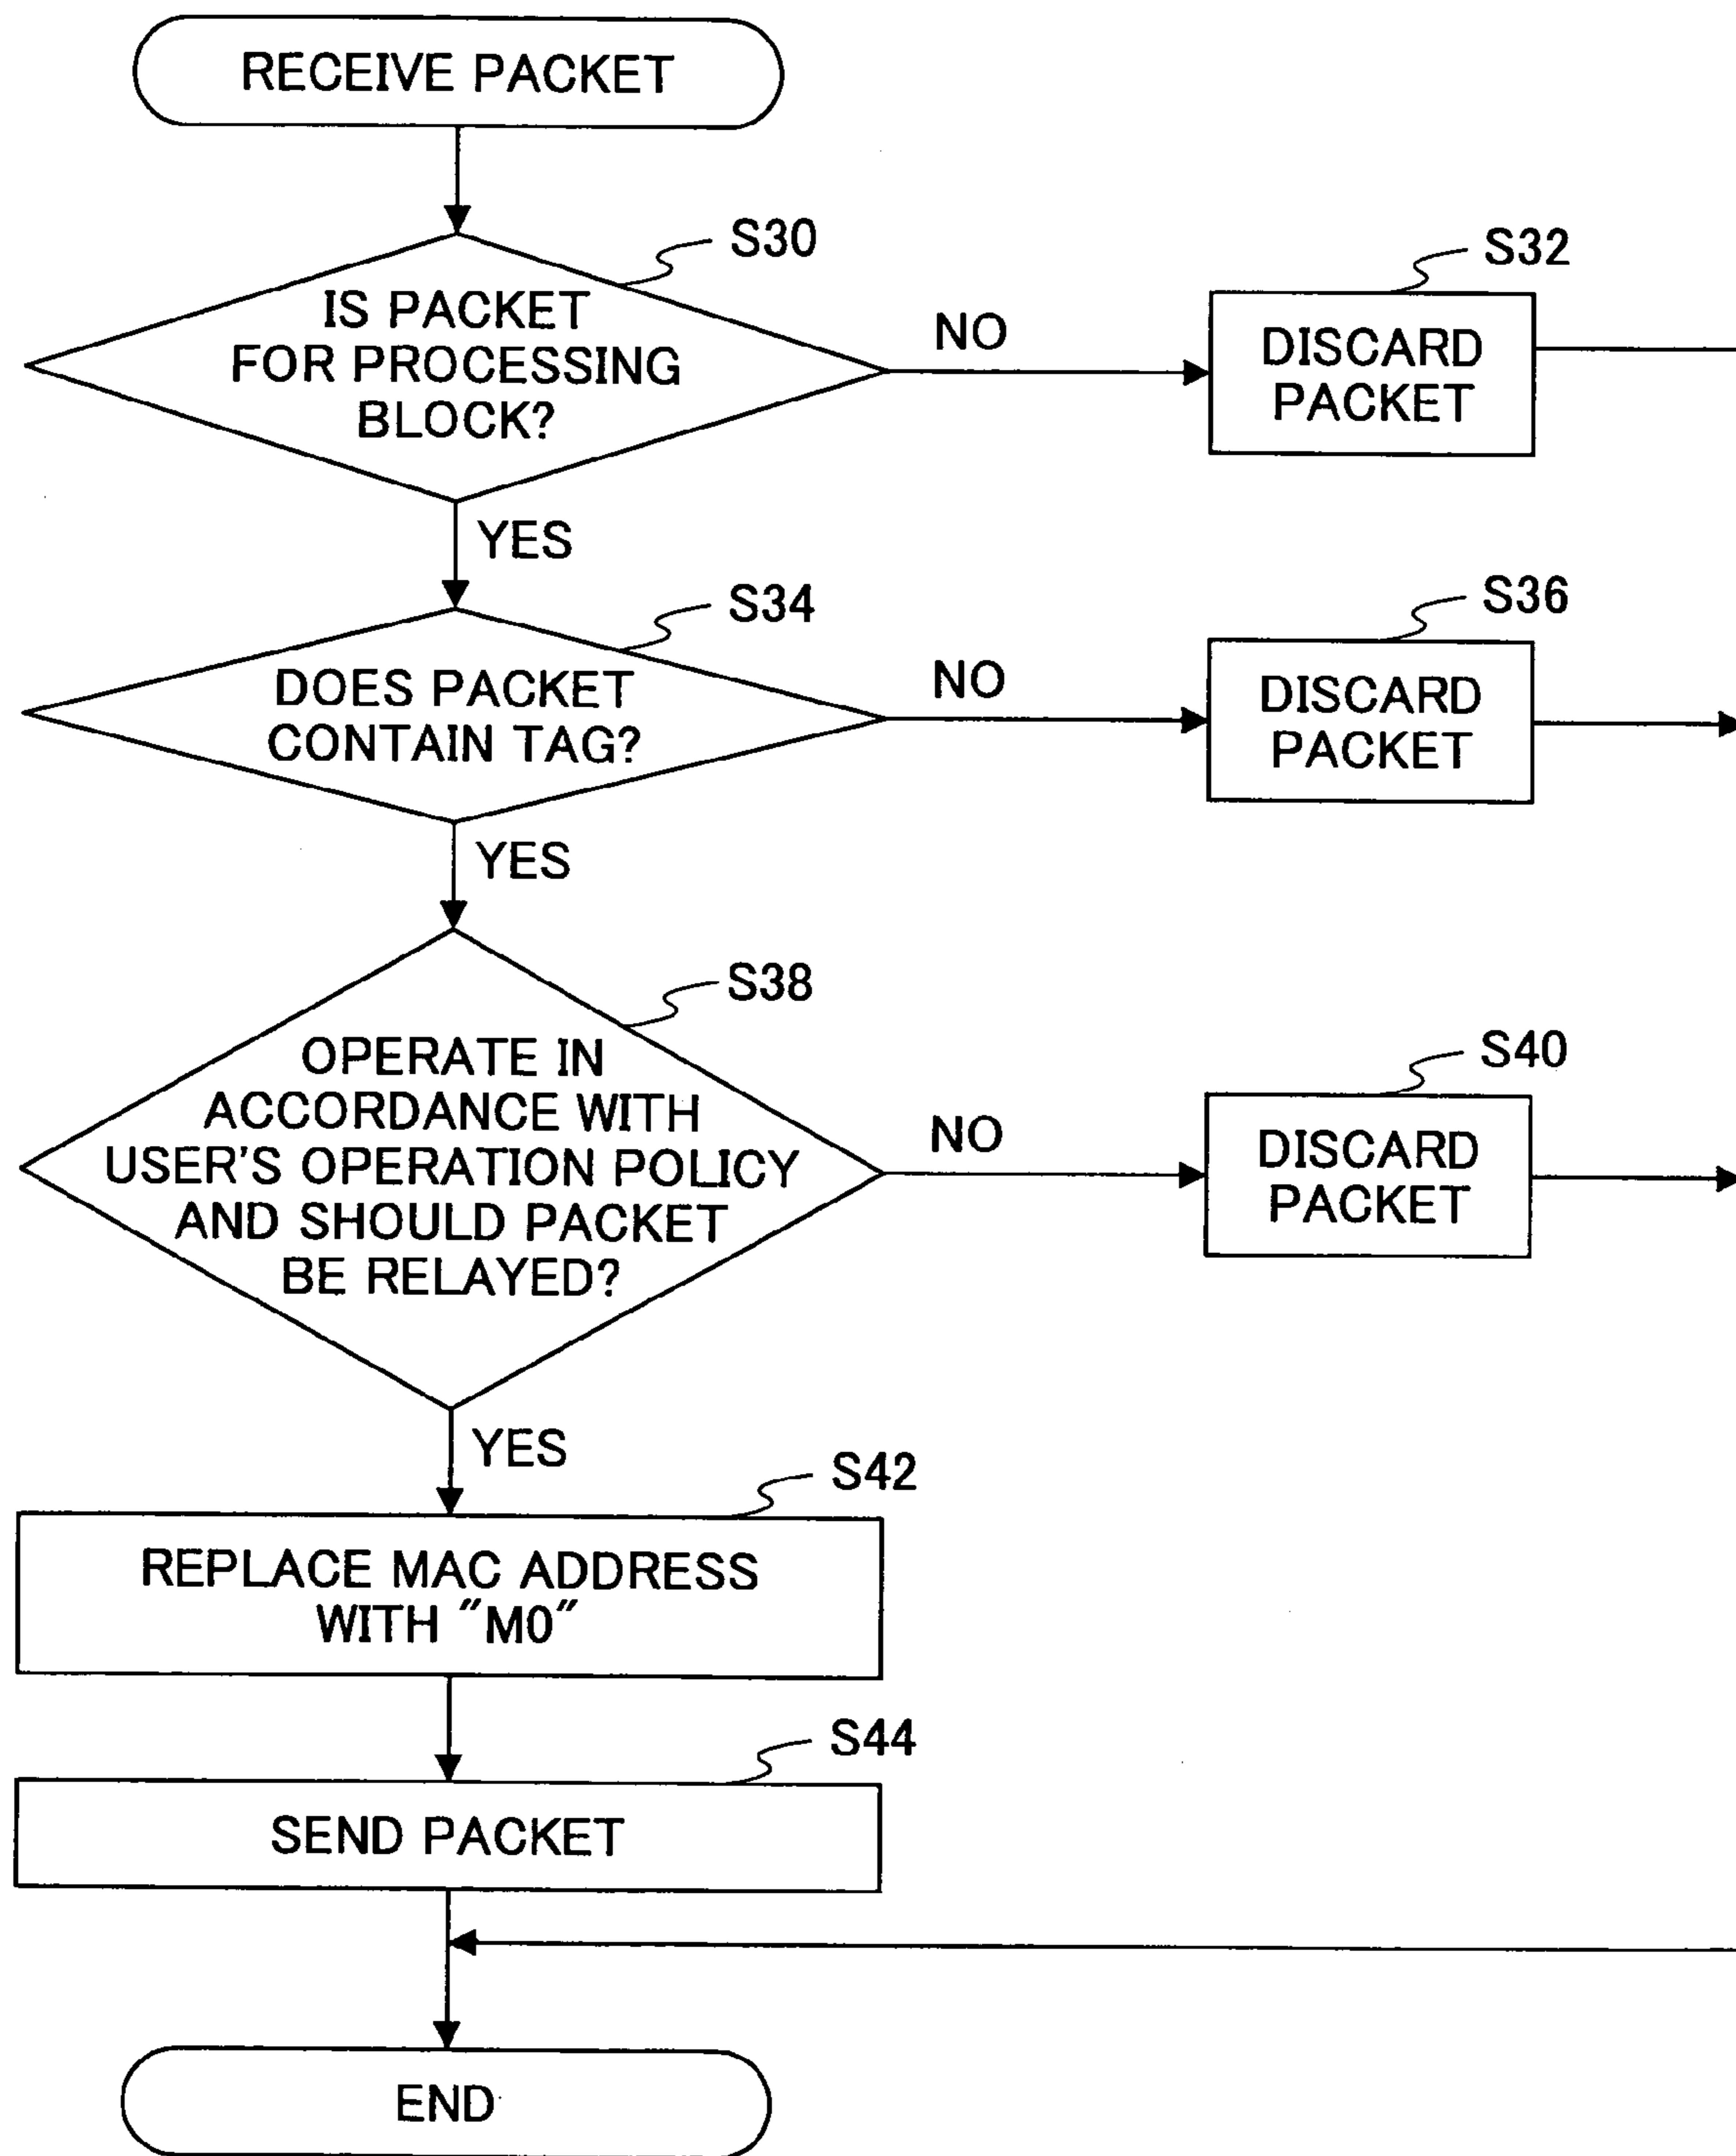 RECEIVE PACKET
S30
IS PACKET
FOR PROCESSING
BLOCK?
NO
S32
DISCARD
PACKET
YES
S34
DOES PACKET
CONTAIN TAG?
NO
S36
DISCARD
PACKET
YES
S38
OPERATE IN
ACCORDANCE WITH
USER'S OPERATION POLICY
AND SHOULD PACKET
BE RELAYED?
NO
S40
DISCARD
PACKET
YES
S42
REPLACE MAC ADDRESS
WITH "M0"
S44
SEND PACKET
END